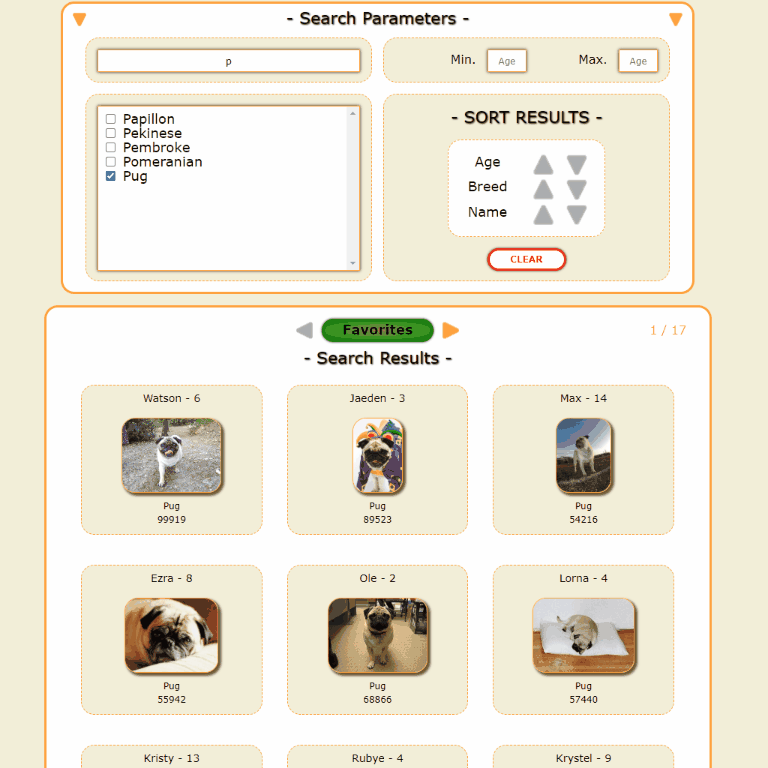 - Search Parameters -
p
Min. Age Max. Age
Papillon
Pekinese
Pembroke
Pomeranian
Pug
- SORT RESULTS -
Age
Breed
Name
CLEAR
Favorites
1 / 17
- Search Results -
Watson - 6
Pug
99919
Jaeden - 3
Pug
89523
Max - 14
Pug
54216
Ezra - 8
Pug
55942
Ole - 2
Pug
68866
Lorna - 4
Pug
57440
Kristy - 13
Rubye - 4
Krystel - 9